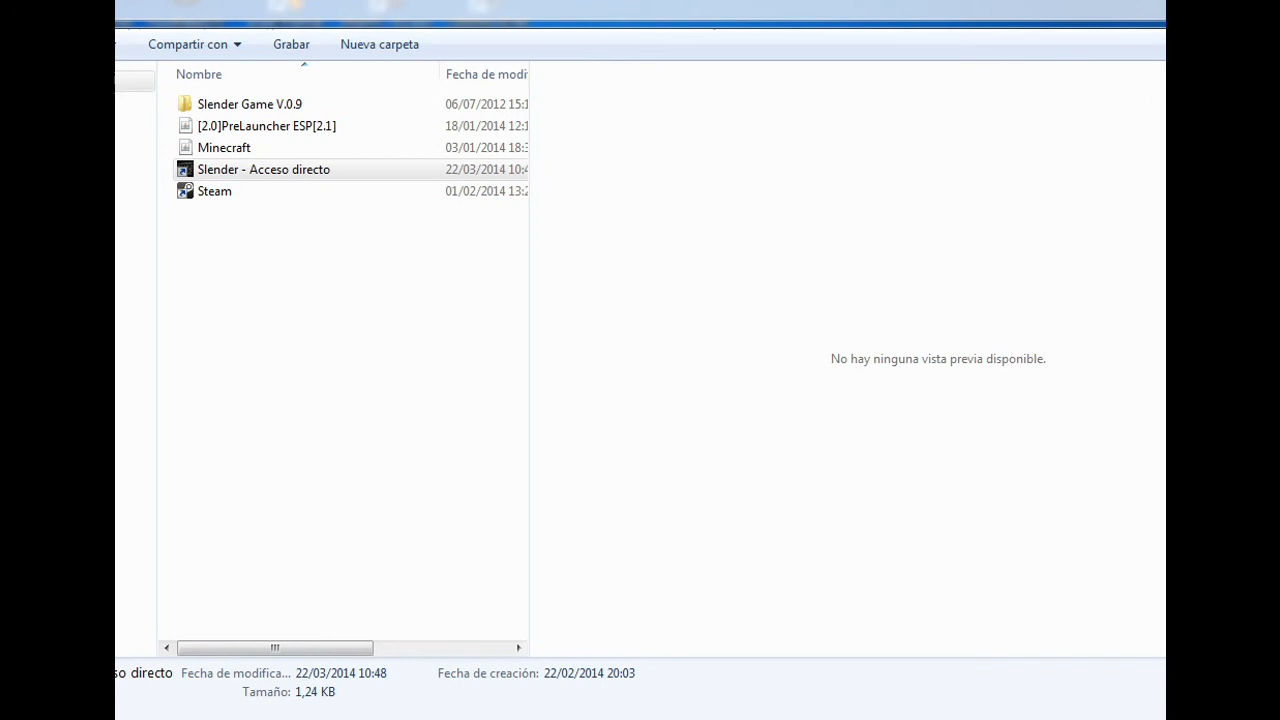 Compartir con Grabar Nueva carpeta
Nombre Fecha de modi
Slender Game V.0.9 06/07/2012 15:1
[2.0]PreLauncher ESP[2.1] 18/01/2014 12:1
Minecraft 03/01/2014 18:3
Slender - Acceso directo 22/03/2014 10:4
Steam 01/02/2014 13:2
No hay ninguna vista previa disponible.
so directo Fecha de modifica... 22/03/2014 10:48 Fecha de creación: 22/02/2014 20:03
Tamaño: 1,24 KB